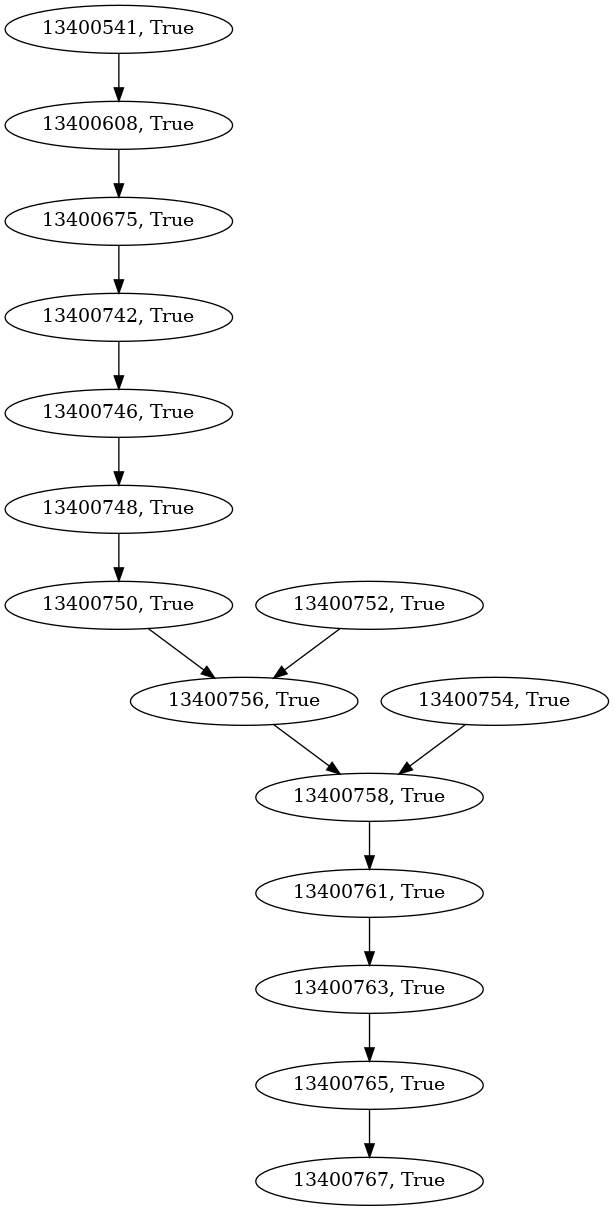 13400541, True
13400608, True
13400675, True
13400742, True
13400746, True
13400748, True
13400750, True
13400752, True
13400756, True
13400754, True
13400758, True
13400761, True
13400763, True
13400765, True
13400767, True